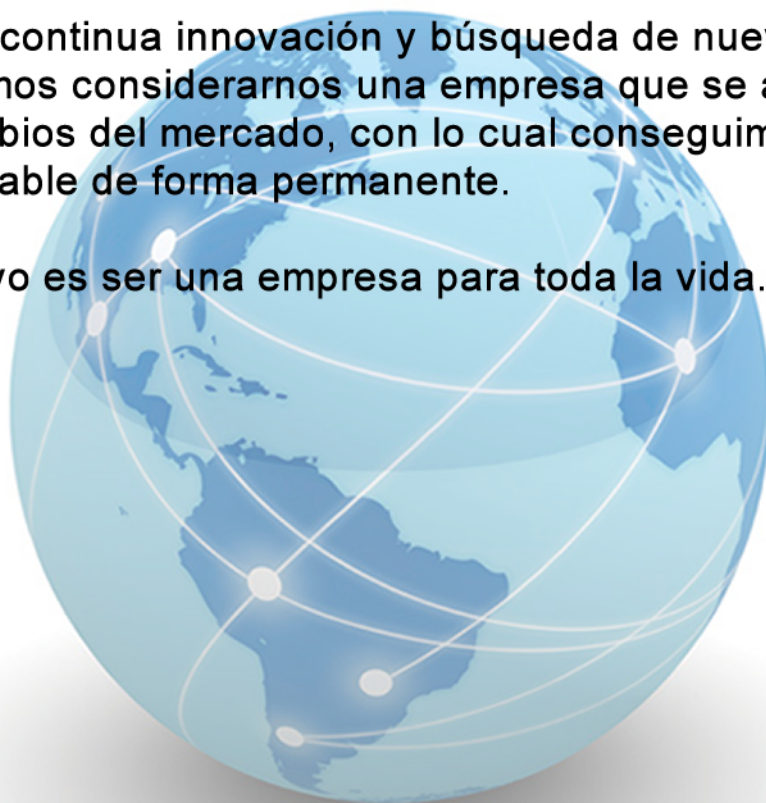 continua innovación y búsqueda de nuev
nos considerarnos una empresa que se a
bios del mercado, con lo cual conseguim
able de forma permanente.
vo es ser una empresa para toda la vida.